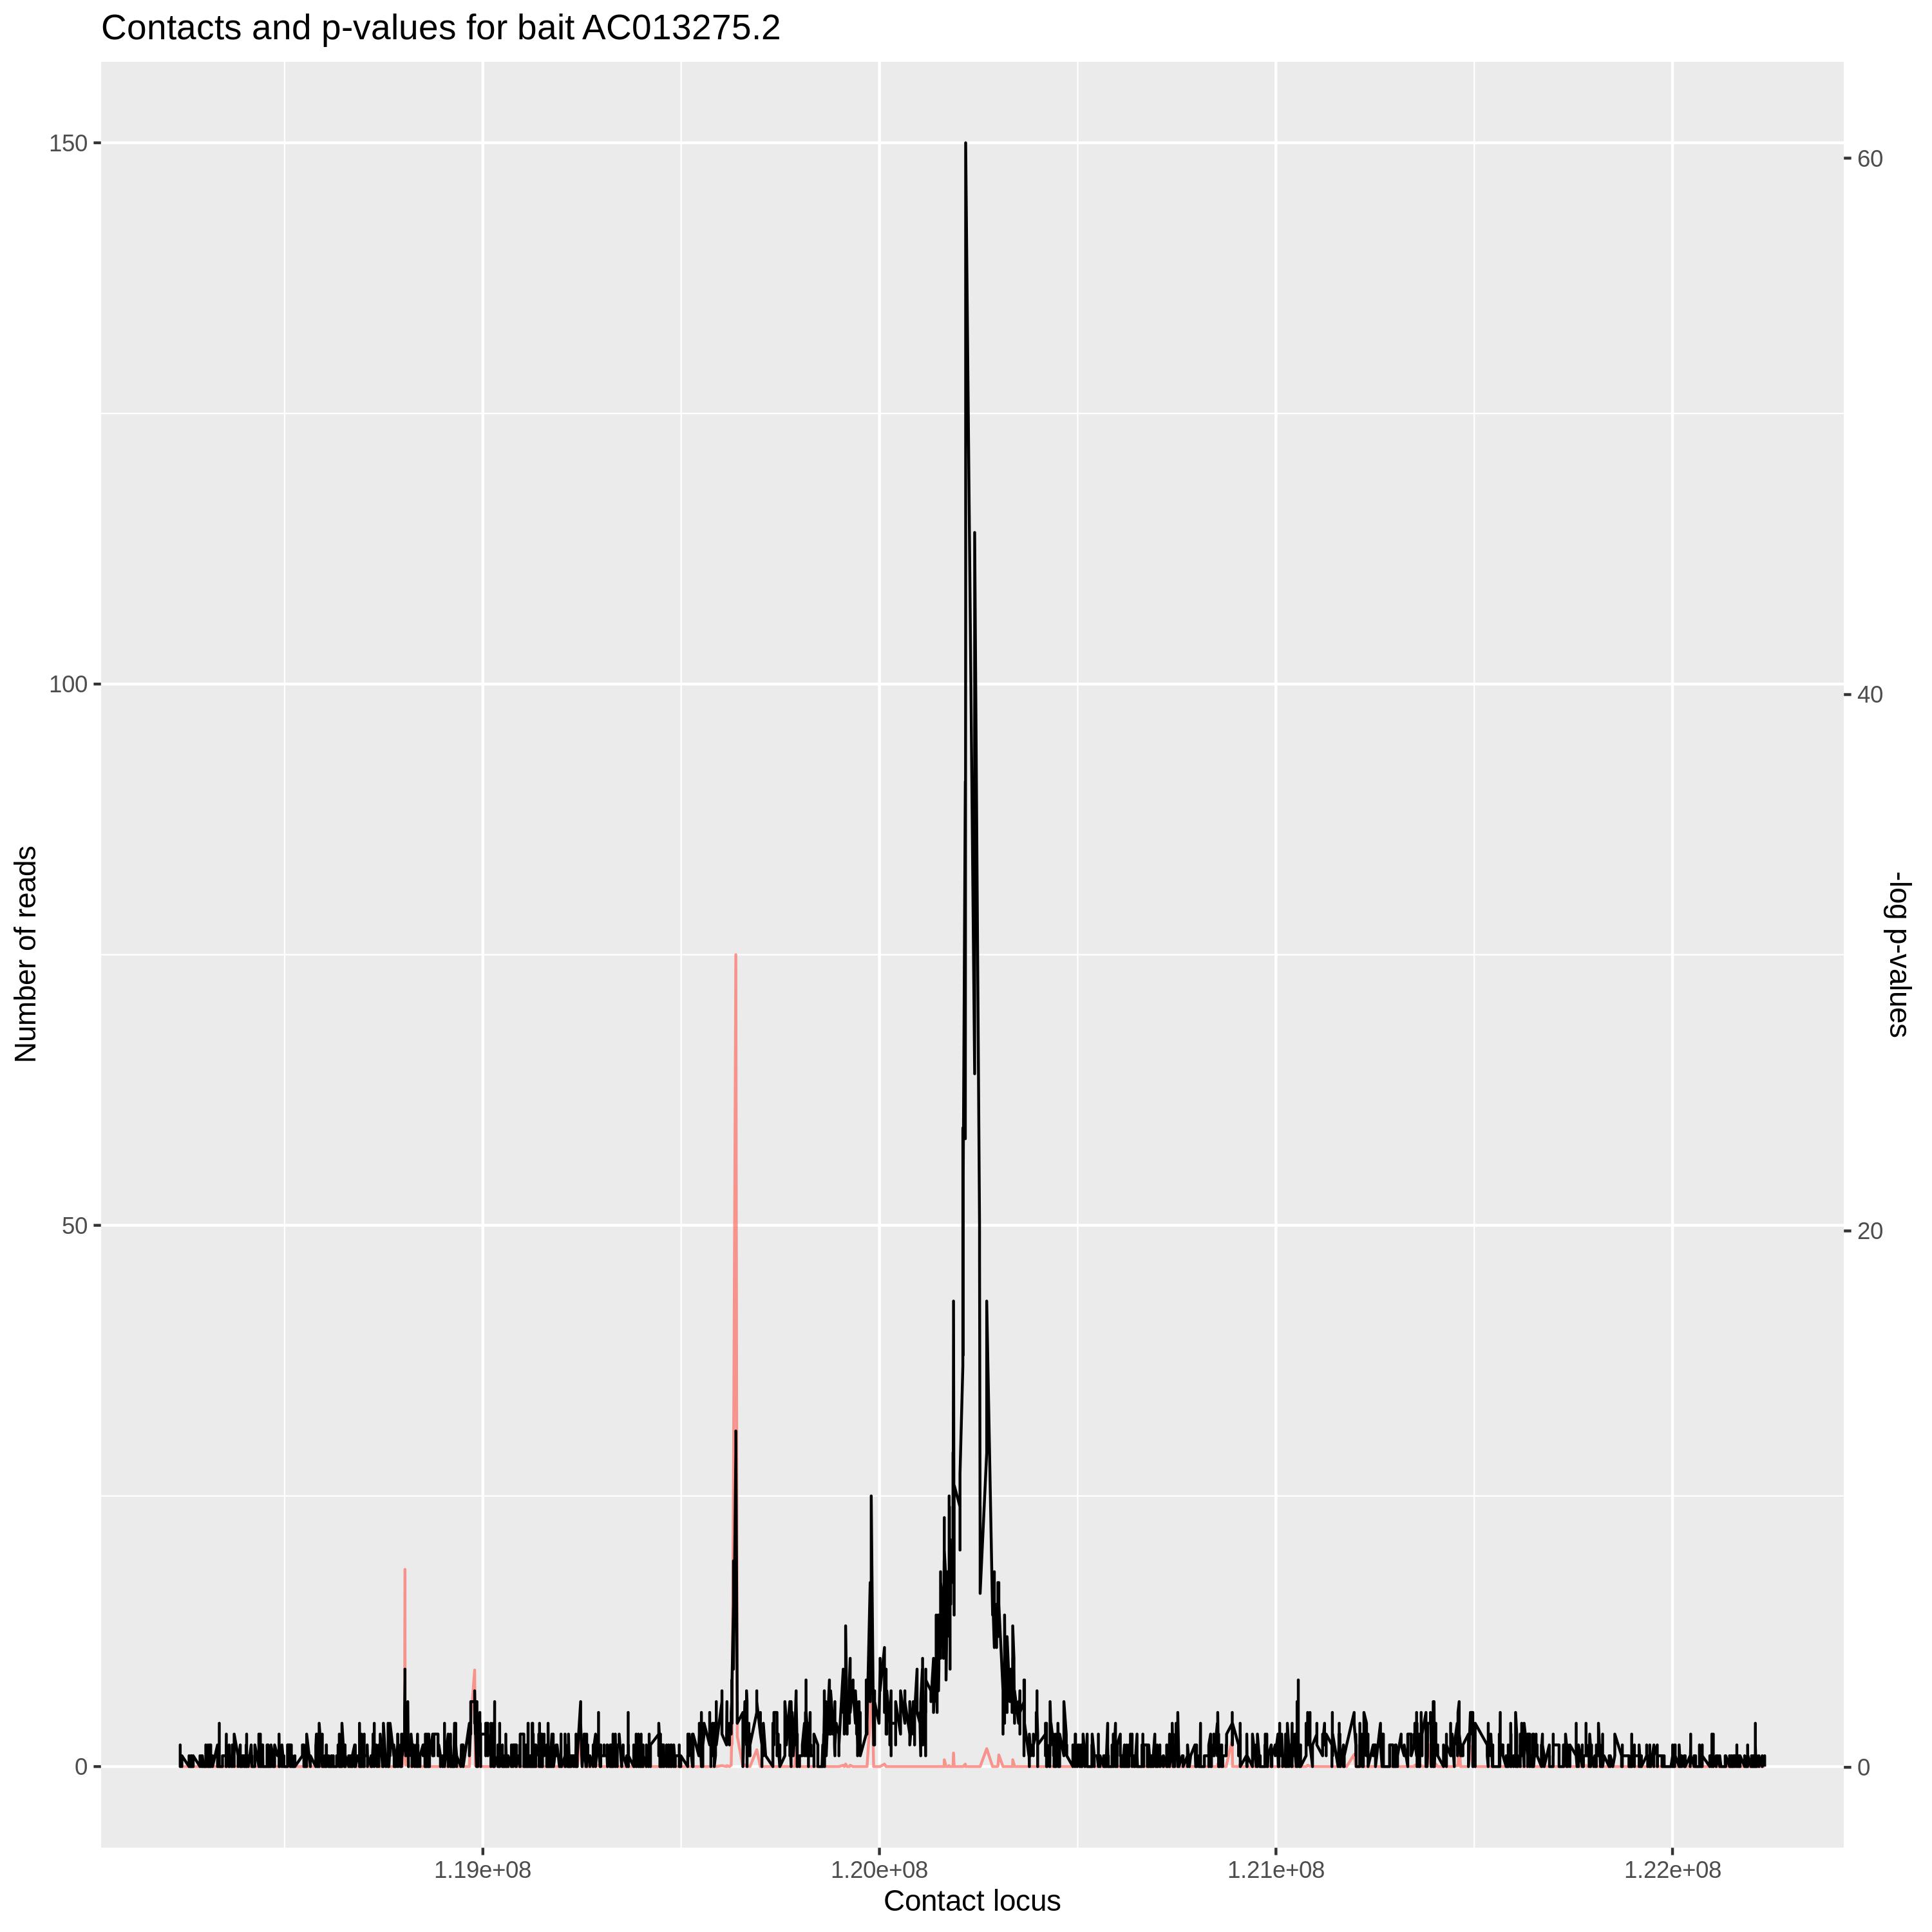 Contacts and p-values for bait AC013275.2
150
100
50
0
Number of reads
60
40
20
0
-log p-values
1.19e+08
1.20e+08
1.21e+08
1.22e+08
Contact locus